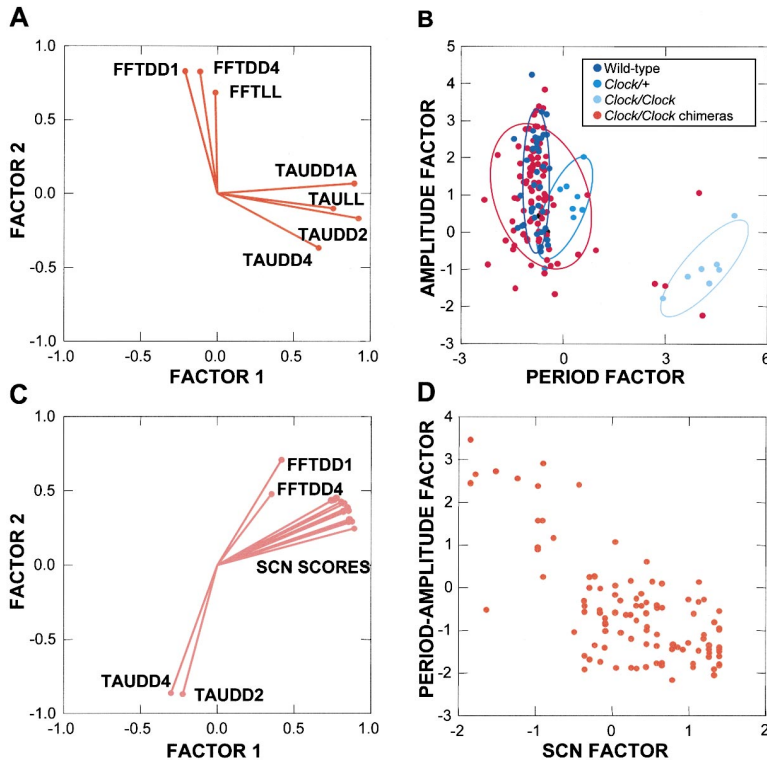 A
1.0
0.5
0.0
-0.5
-1.0
FACTOR 2
FFTDD1
FFTDD4
FFTLL
TAUDD1A
TAULL
TAUDD2
TAUDD4
-1.0 -0.5 0.0 0.5 1.0
FACTOR 1
B
5
4
3
2
1
0
-1
-2
-3
AMPLITUDE FACTOR
Wild-type
Clock/+
Clock/Clock
Clock/Clock chimeras
-3 0 3 6
PERIOD FACTOR
C
1.0
0.5
0.0
-0.5
-1.0
FACTOR 2
FFTDD1
FFTDD4
SCN SCORES
TAUDD4
TAUDD2
-1.0 -0.5 0.0 0.5 1.0
FACTOR 1
D
4
3
2
1
0
-1
-2
-3
PERIOD-AMPLITUDE FACTOR
-2 -1 0 1 2
SCN FACTOR